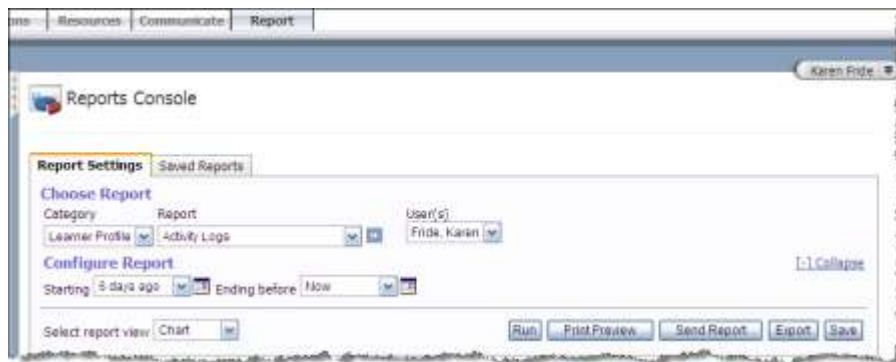 ons Resources Communicate Report
Karen Fride
Reports Console
Report Settings Saved Reports
Choose Report
Category Report User(s)
Learner Profile Activity Logs Fride, Karen
Configure Report [-] Collapse
Starting 6 days ago Ending before Now
Select report view Chart Run Print Preview Send Report Export Save